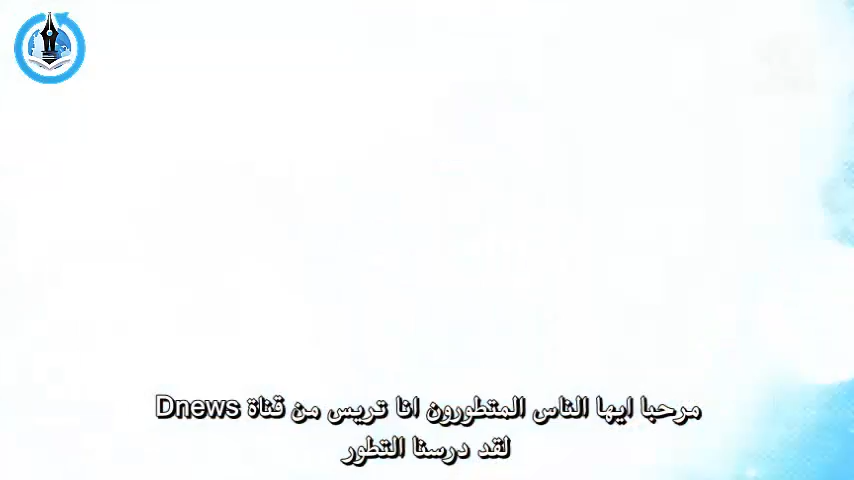 مرحبا ايها الناس المتطورون انا تريس من قناة Dnews
لقد درسنا التطور